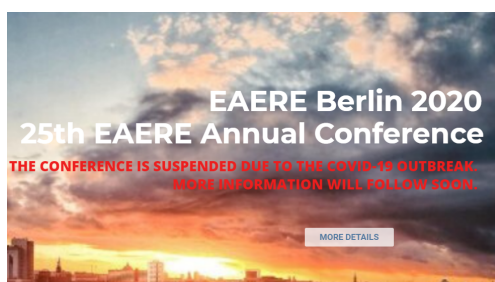 EAERE Berlin 2020
25th EAERE Annual Conference
THE CONFERENCE IS SUSPENDED DUE TO THE COVID-19 OUTBREAK.
MORE INFORMATION WILL FOLLOW SOON.
MORE DETAILS